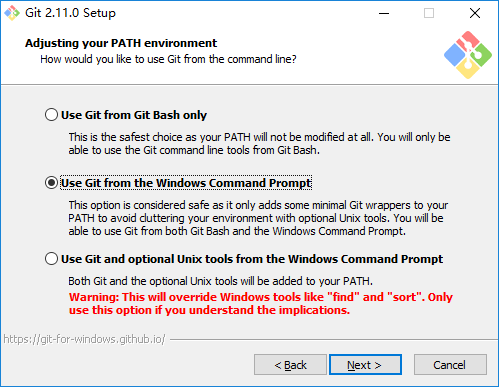 Git 2.11.0 Setup
Adjusting your PATH environment
How would you like to use Git from the command line?
Use Git from Git Bash only
This is the safest choice as your PATH will not be modified at all. You will only be
able to use the Git command line tools from Git Bash.
Use Git from the Windows Command Prompt
This option is considered safe as it only adds some minimal Git wrappers to your
PATH to avoid cluttering your environment with optional Unix tools. You will be
able to use Git from both Git Bash and the Windows Command Prompt.
Use Git and optional Unix tools from the Windows Command Prompt
Both Git and the optional Unix tools will be added to your PATH.
Warning: This will override Windows tools like "find" and "sort". Only
use this option if you understand the implications.
https://git-for-windows.github.io/
< Back
Next >
Cancel